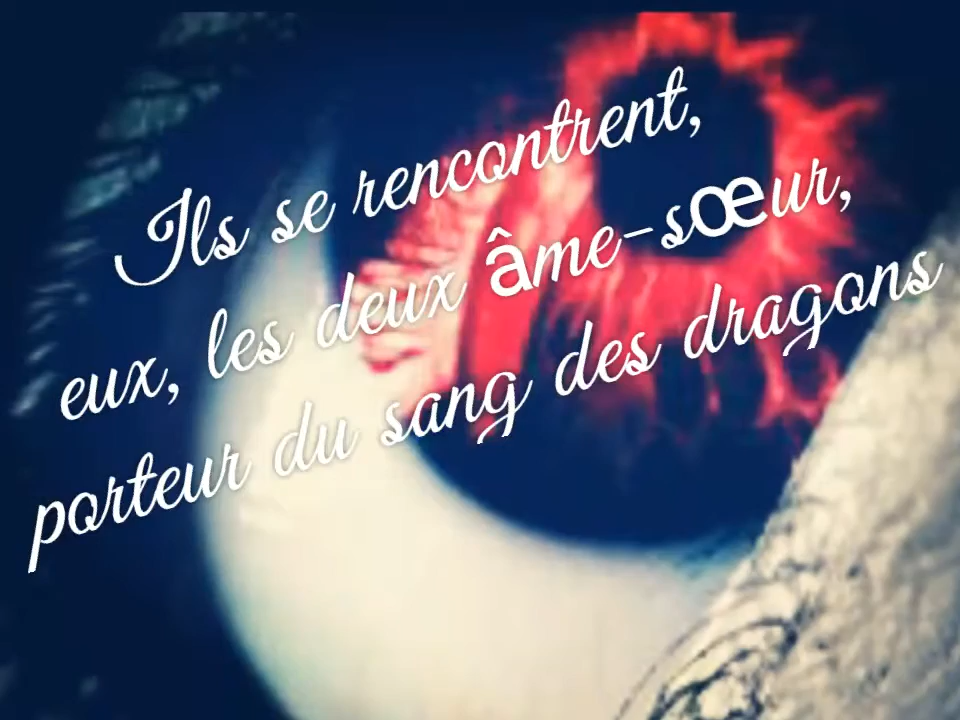 Ils se rencontrent,
eux, les deux âme-sœur,
porteur du sang des dragons